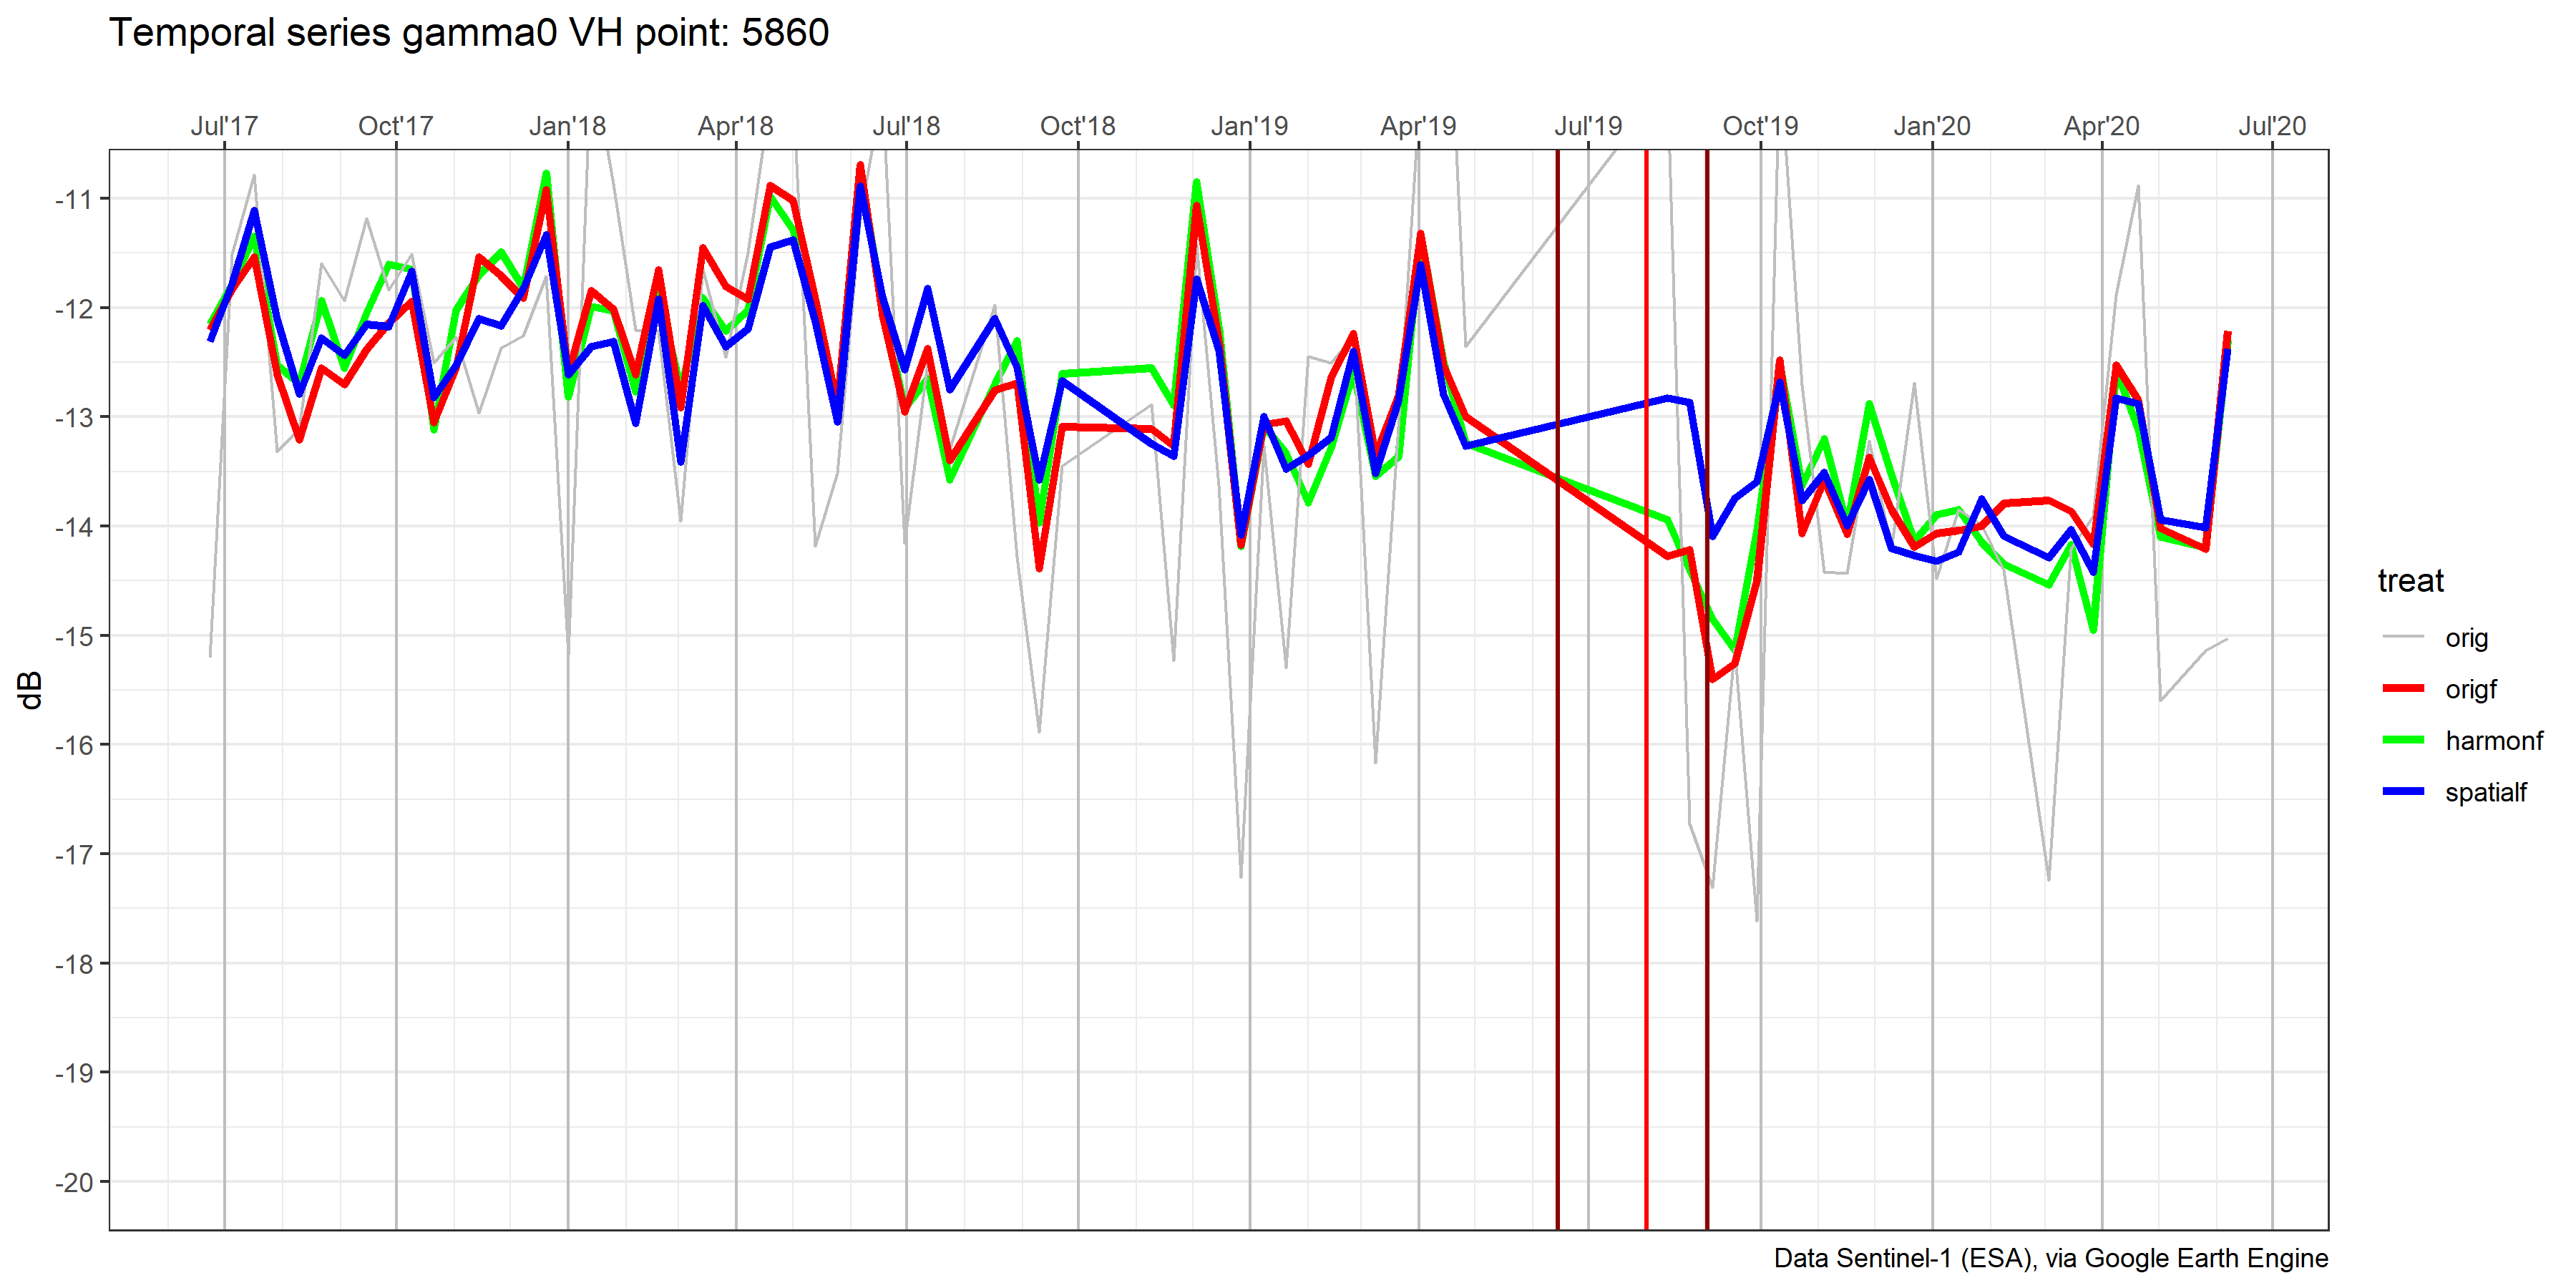 Temporal series gamma0 VH point: 5860
Jul'17 Oct'17 Jan'18 Apr'18 Jul'18 Oct'18 Jan'19 Apr'19 Jul'19 Oct'19 Jan'20 Apr'20 Jul'20
-11
-12
-13
-14
-15
-16
-17
-18
-19
-20
dB
treat
orig
origf
harmonf
spatialf
Data Sentinel-1 (ESA), via Google Earth Engine